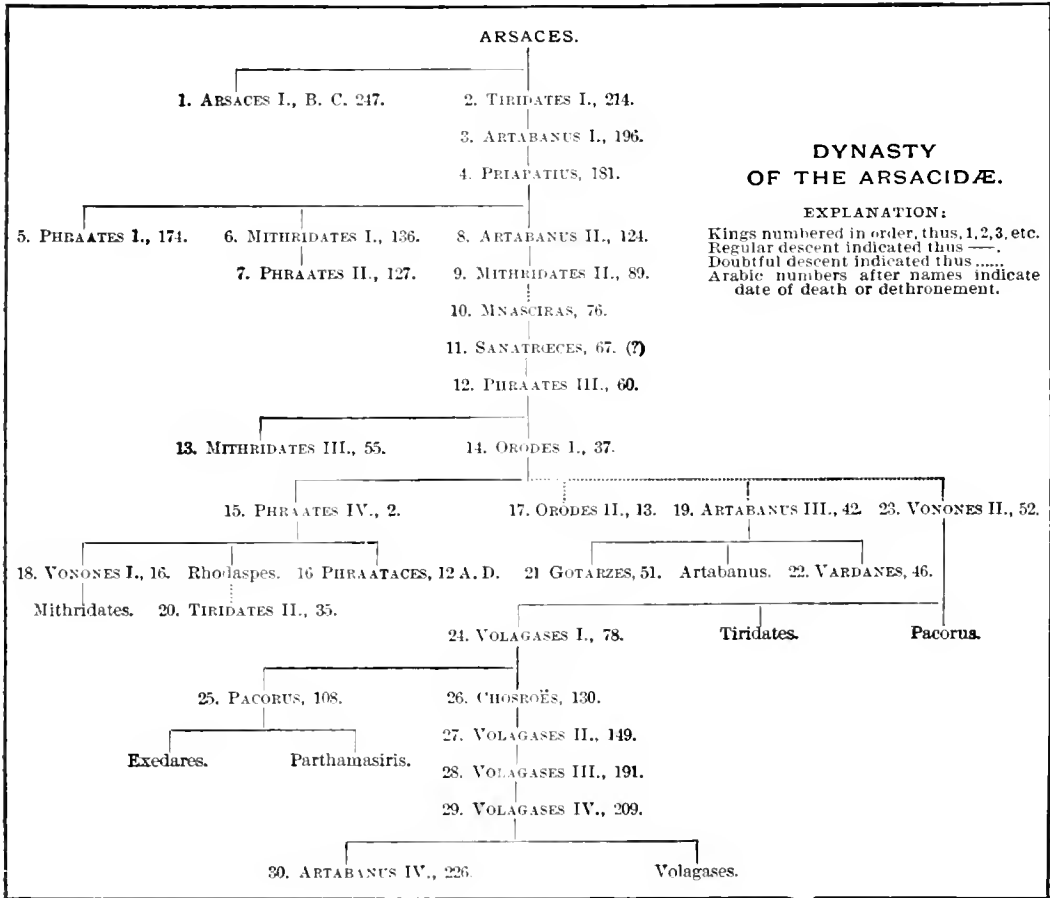 ARSACES.
1. ARSACES I., B. C. 247.
2. TIRIDATES I., 214.
3. ARTABANUS I., 196.
4. PRIAPATIUS, 181.
DYNASTY
OF THE ARSACIDÆ.
EXPLANATION:
Kings numbered in order, thus, 1, 2, 3, etc.
Regular descent indicated thus ——.
Doubtful descent indicated thus ......
Arabic numbers after names indicate
date of death or dethronement.
5. PHRAATES I., 174.
6. MITHRIDATES I., 136.
8. ARTABANUS II., 124.
7. PHRAATES II., 127.
9. MITHRIDATES II., 89.
10. MNASCIRAS, 76.
11. SANATRŒCES, 67. (?)
12. PHRAATES III., 60.
13. MITHRIDATES III., 55.
14. ORODES I., 37.
15. PHRAATES IV., 2.
17. ORODES II., 13.
19. ARTABANUS III., 42.
23. VONONES II., 52.
18. VONONES I., 16.
Rhodaspes.
16 PHRAATACES, 12 A. D.
21 GOTARZES, 51.
Artabanus.
22. VARDANES, 46.
Mithridates.
20. TIRIDATES II., 35.
24. VOLAGASES I., 78.
Tiridates.
Pacorus.
25. PACORUS, 108.
26. CHOSROËS, 130.
Exedares.
Parthamasiris.
27. VOLAGASES II., 149.
28. VOLAGASES III., 191.
29. VOLAGASES IV., 209.
30. ARTABANUS IV., 226.
Volagases.